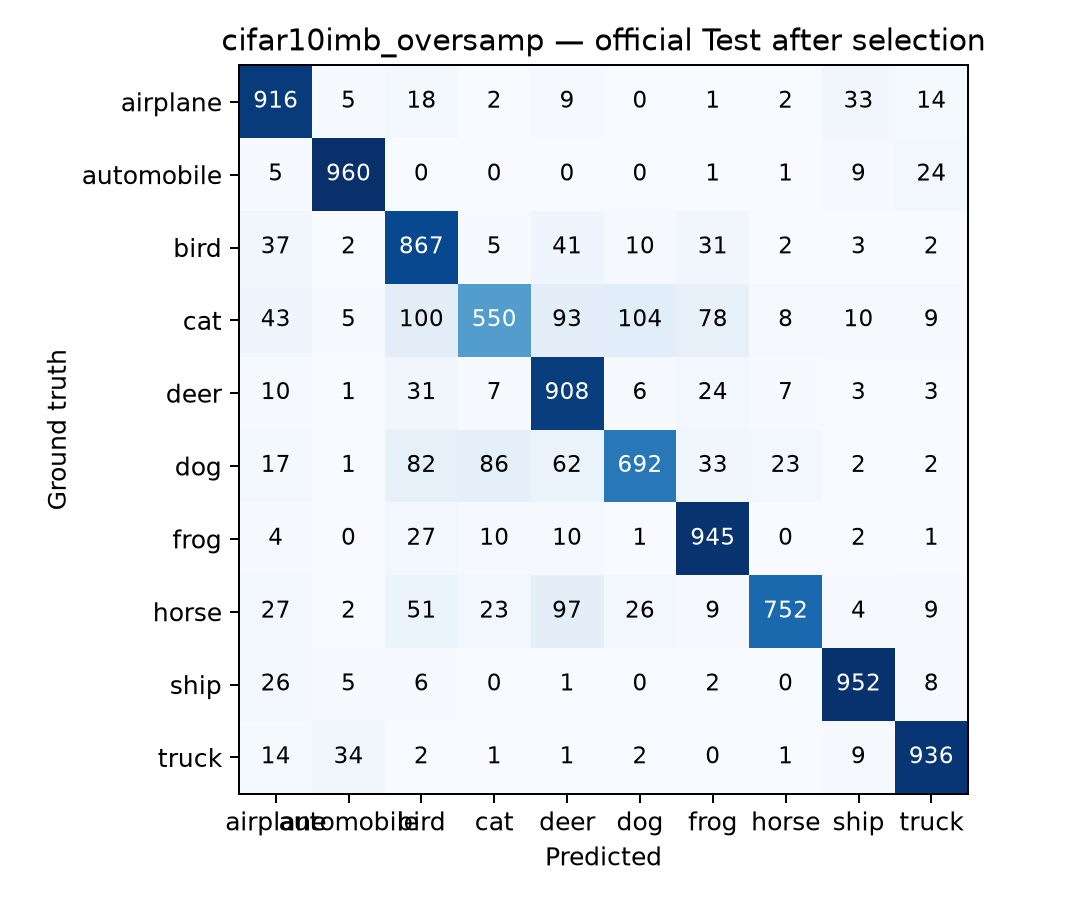 cifar10imb_oversamp — official Test after selection
Ground truth
airplane 916 5 18 2 9 0 1 2 33 14
automobile 5 960 0 0 0 0 1 1 9 24
bird 37 2 867 5 41 10 31 2 3 2
cat 43 5 100 550 93 104 78 8 10 9
deer 10 1 31 7 908 6 24 7 3 3
dog 17 1 82 86 62 692 33 23 2 2
frog 4 0 27 10 10 1 945 0 2 1
horse 27 2 51 23 97 26 9 752 4 9
ship 26 5 6 0 1 0 2 0 952 8
truck 14 34 2 1 1 2 0 1 9 936
airplane automobile bird cat deer dog frog horse ship truck
Predicted